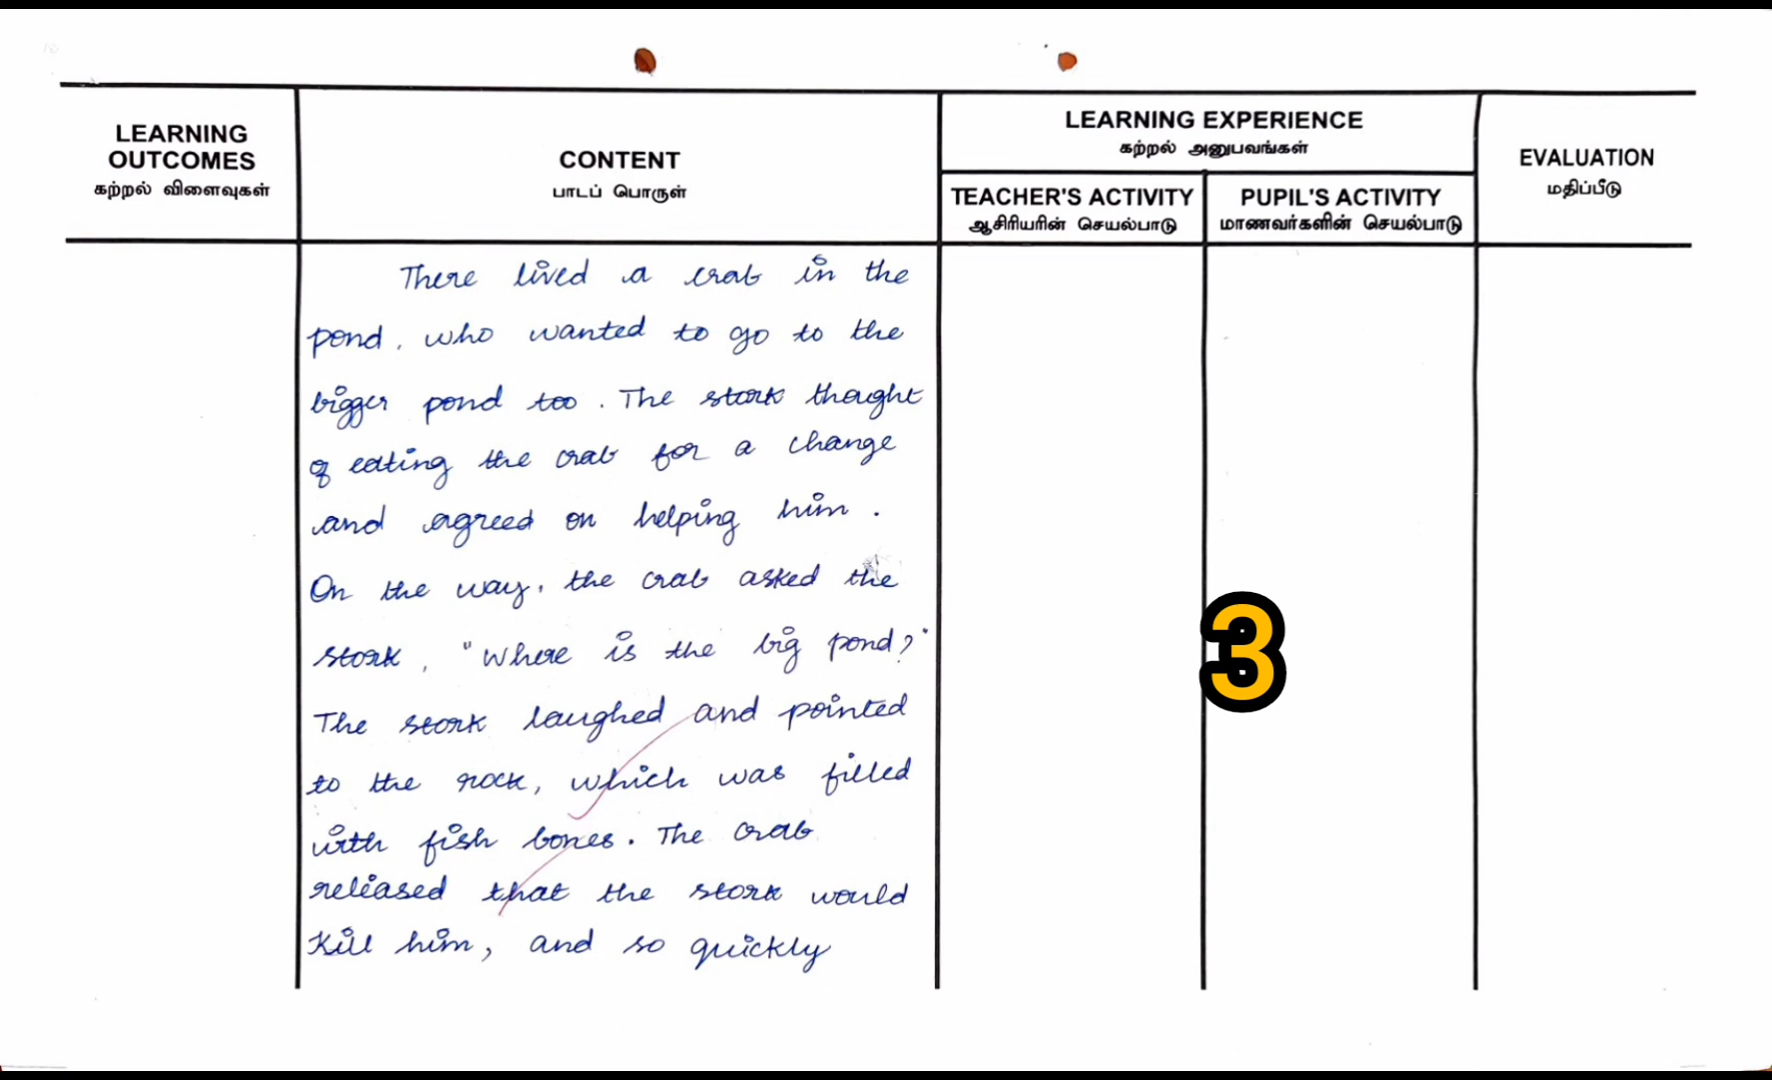 LEARNING
OUTCOMES
கற்றல் விளைவுகள்
CONTENT
பாடப் பொருள்
LEARNING EXPERIENCE
கற்றல் அனுபவங்கள்
TEACHER'S ACTIVITY
ஆசிரியரின் செயல்பாடு
PUPIL'S ACTIVITY
மாணவர்களின் செயல்பாடு
EVALUATION
மதிப்பீடு
There lived a crab in the
pond, who wanted to go to the
bigger pond too. The stork thought
of eating the crab for a change
and agreed on helping him.
On the way, the crab asked the
stork, "Where is the big pond?"
The stork laughed and pointed
to the rock, which was filled
with fish bones. The crab
releised that the stork would
kill him, and so quickly
3